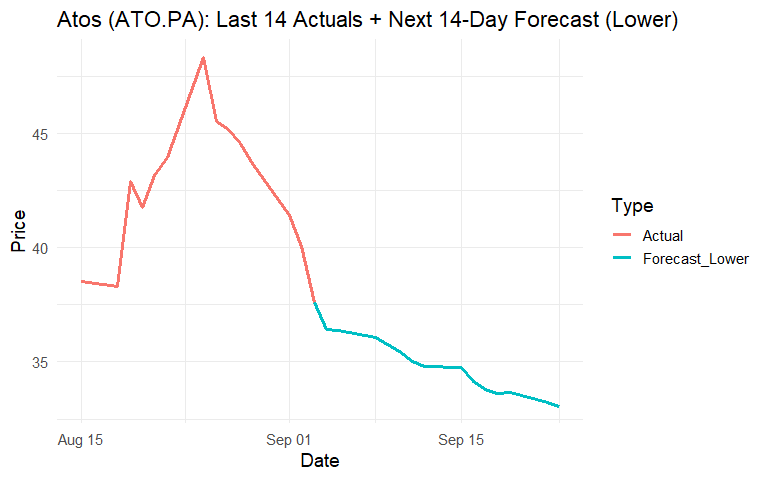 Atos (ATO.PA): Last 14 Actuals + Next 14-Day Forecast (Lower)
Price
45
40
35
Aug 15
Sep 01
Sep 15
Date
Type
Actual
Forecast_Lower